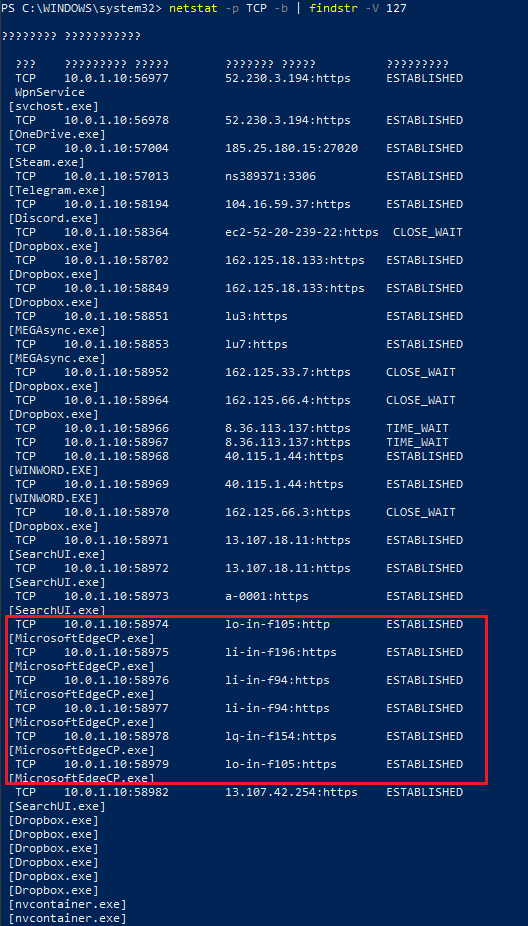 PS C:\WINDOWS\system32> netstat -p TCP -b | findstr -V 127
???????? ???????????
??? ????????? ????? ??????? ????? ?????????
TCP 10.0.1.10:56977 52.230.3.194:https ESTABLISHED
WpnService
[svchost.exe]
TCP 10.0.1.10:56978 52.230.3.194:https ESTABLISHED
[OneDrive.exe]
TCP 10.0.1.10:57004 185.25.180.15:27020 ESTABLISHED
[Steam.exe]
TCP 10.0.1.10:57013 ns389371:3306 ESTABLISHED
[Telegram.exe]
TCP 10.0.1.10:58194 104.16.59.37:https ESTABLISHED
[Discord.exe]
TCP 10.0.1.10:58364 ec2-52-20-239-22:https CLOSE_WAIT
[Dropbox.exe]
TCP 10.0.1.10:58702 162.125.18.133:https ESTABLISHED
[Dropbox.exe]
TCP 10.0.1.10:58849 162.125.18.133:https ESTABLISHED
[Dropbox.exe]
TCP 10.0.1.10:58851 lu3:https ESTABLISHED
[MEGAsync.exe]
TCP 10.0.1.10:58853 lu7:https ESTABLISHED
[MEGAsync.exe]
TCP 10.0.1.10:58952 162.125.33.7:https CLOSE_WAIT
[Dropbox.exe]
TCP 10.0.1.10:58964 162.125.66.4:https CLOSE_WAIT
[Dropbox.exe]
TCP 10.0.1.10:58966 8.36.113.137:https TIME_WAIT
TCP 10.0.1.10:58967 8.36.113.137:https TIME_WAIT
TCP 10.0.1.10:58968 40.115.1.44:https ESTABLISHED
[WINWORD.EXE]
TCP 10.0.1.10:58969 40.115.1.44:https ESTABLISHED
[WINWORD.EXE]
TCP 10.0.1.10:58970 162.125.66.3:https CLOSE_WAIT
[Dropbox.exe]
TCP 10.0.1.10:58971 13.107.18.11:https ESTABLISHED
[SearchUI.exe]
TCP 10.0.1.10:58972 13.107.18.11:https ESTABLISHED
[SearchUI.exe]
TCP 10.0.1.10:58973 a-0001:https ESTABLISHED
[SearchUI.exe]
TCP 10.0.1.10:58974 lo-in-f105:http ESTABLISHED
[MicrosoftEdgeCP.exe]
TCP 10.0.1.10:58975 li-in-f196:https ESTABLISHED
[MicrosoftEdgeCP.exe]
TCP 10.0.1.10:58976 li-in-f94:https ESTABLISHED
[MicrosoftEdgeCP.exe]
TCP 10.0.1.10:58977 li-in-f94:https ESTABLISHED
[MicrosoftEdgeCP.exe]
TCP 10.0.1.10:58978 lq-in-f154:https ESTABLISHED
[MicrosoftEdgeCP.exe]
TCP 10.0.1.10:58979 lo-in-f105:https ESTABLISHED
[MicrosoftEdgeCP.exe]
TCP 10.0.1.10:58982 13.107.42.254:https ESTABLISHED
[SearchUI.exe]
[Dropbox.exe]
[Dropbox.exe]
[Dropbox.exe]
[Dropbox.exe]
[Dropbox.exe]
[Dropbox.exe]
[nvcontainer.exe]
[nvcontainer.exe]